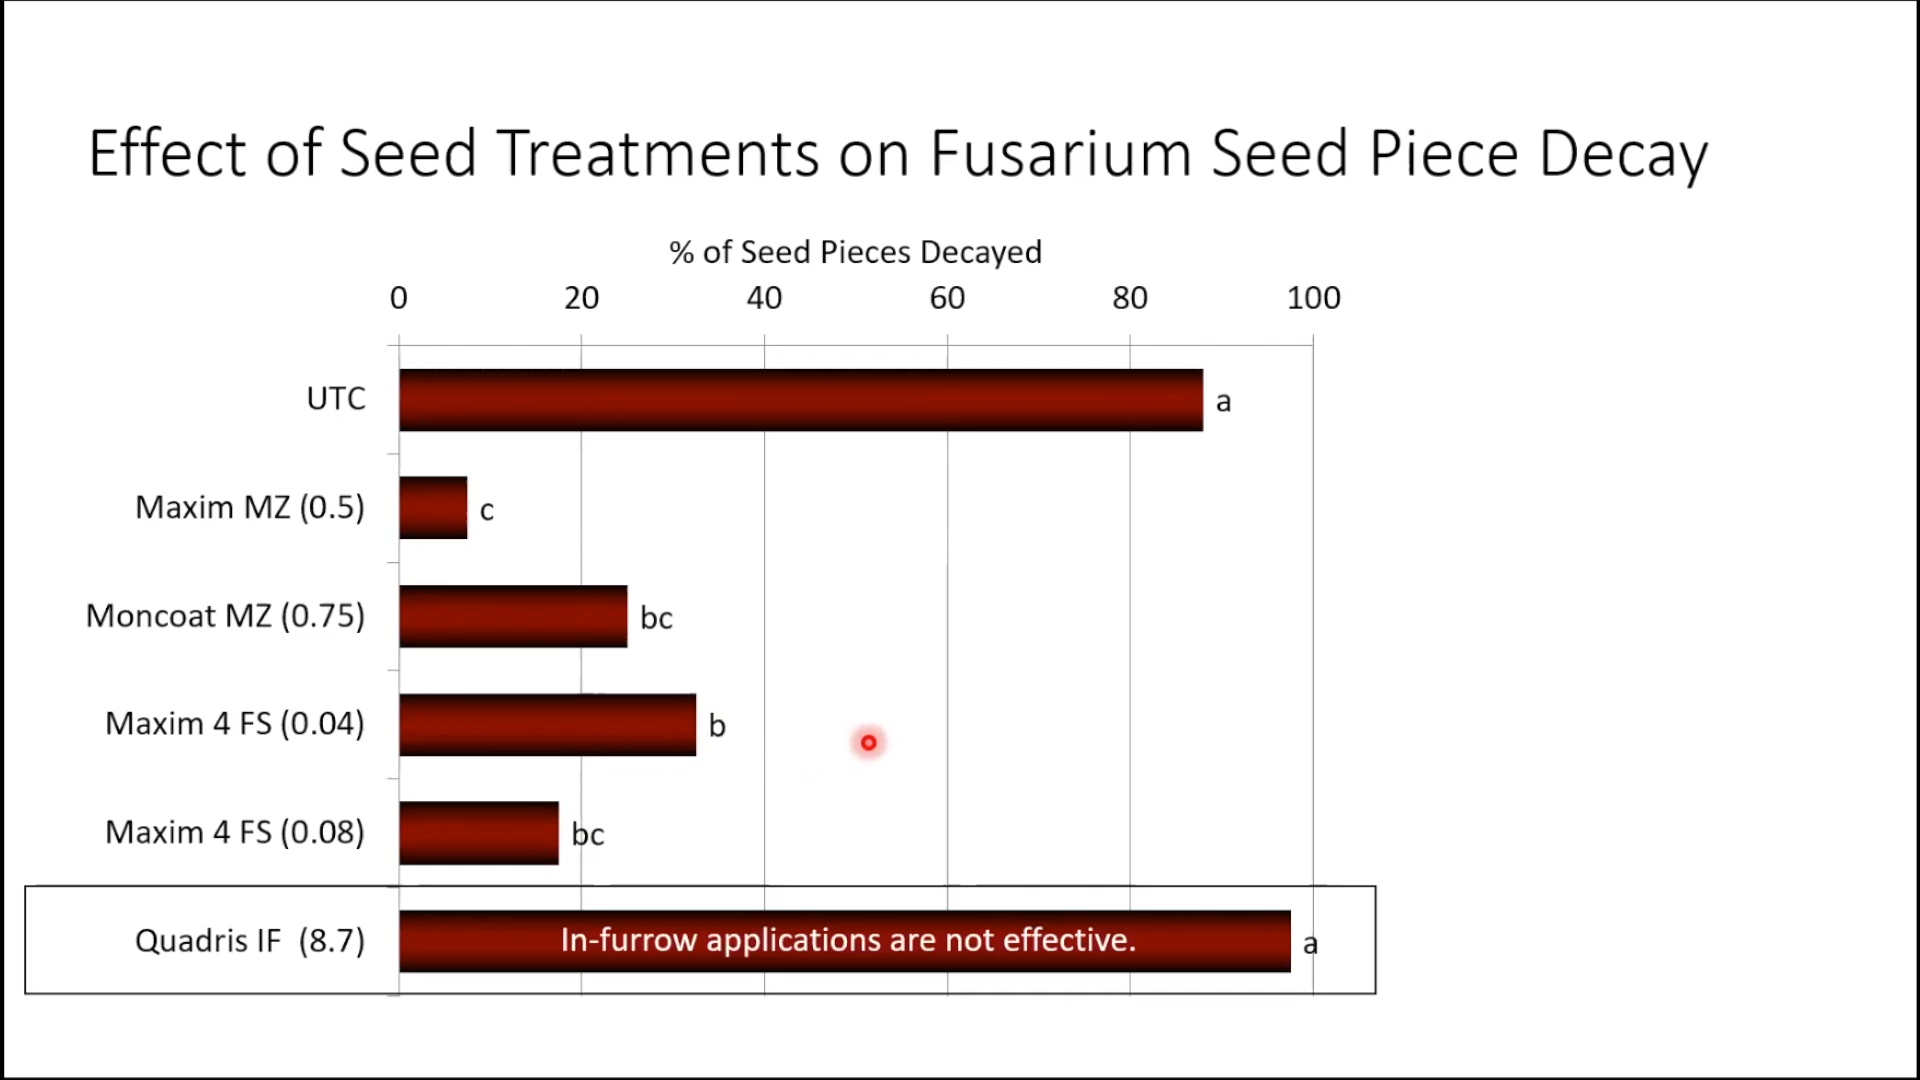 Effect of Seed Treatments on Fusarium Seed Piece Decay
% of Seed Pieces Decayed
0 20 40 60 80 100
UTC a
Maxim MZ (0.5) c
Moncoat MZ (0.75) bc
Maxim 4 FS (0.04) b
Maxim 4 FS (0.08) bc
Quadris IF (8.7) In-furrow applications are not effective. a